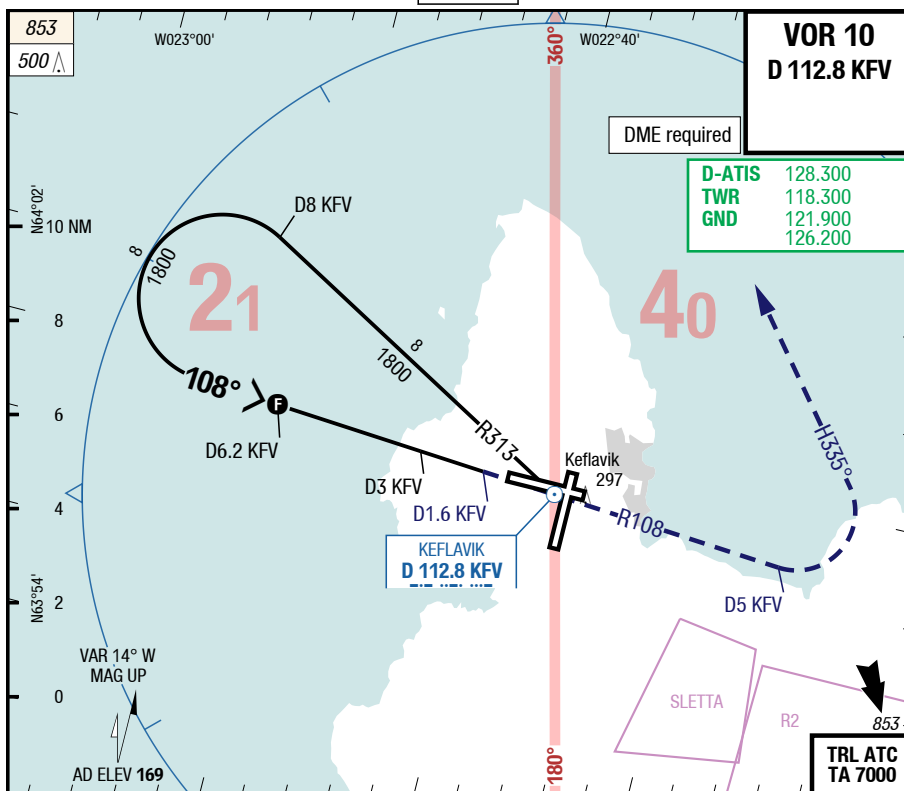 853
500
W023°00'
360°
W022°40'
VOR 10
D 112.8 KFV
DME required
D-ATIS 128.300
TWR 118.300
GND 121.900
126.200
N64°02'
10 NM
D8 KFV
8
1800
21
40
8
8
1800
108°
6
F
D6.2 KFV
R313
H335°
Keflavik
297
D3 KFV
D1.6 KFV
4
R108
KEFLAVIK
D 112.8 KFV
D5 KFV
N63°54'
2
VAR 14° W
MAG UP
0
SLETTA
R2
853
AD ELEV 169
180°
TRL ATC
TA 7000